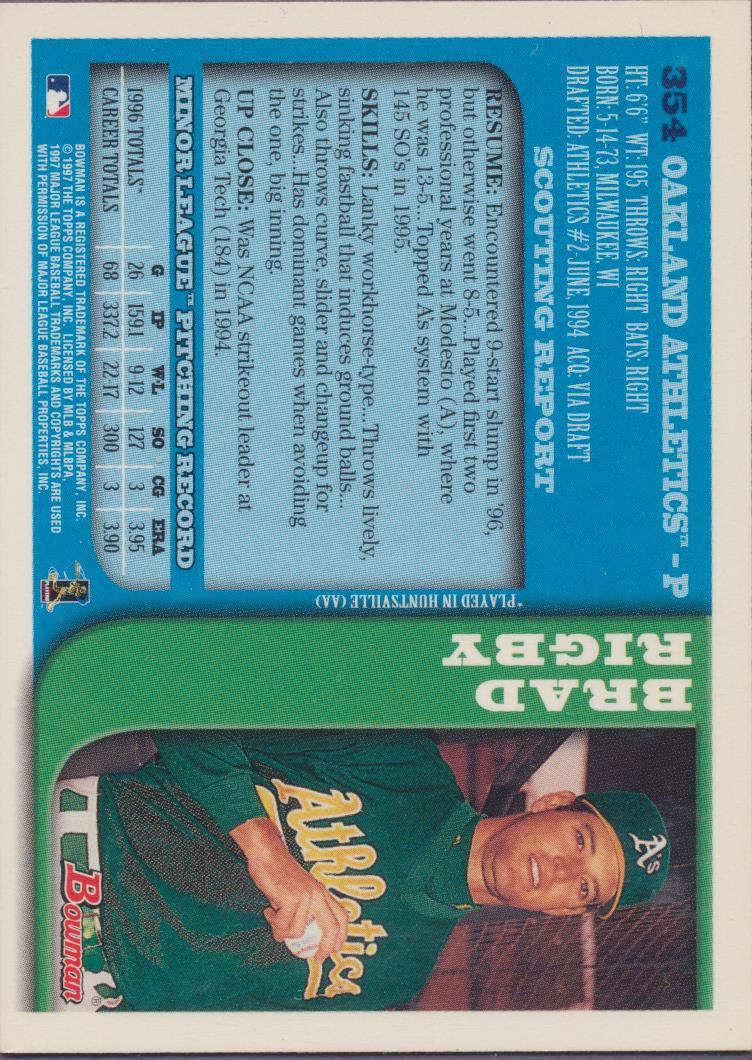 354 OAKLAND ATHLETICS™ - P
HT: 6'6" WT: 195 THROWS: RIGHT BATS: RIGHT
BORN: 5-14-73, MILWAUKEE, WI
DRAFTED: ATHLETICS #2-JUNE, 1994 ACQ: VIA DRAFT
SCOUTING REPORT
RESUME: Encountered 9-start slump in '96,
but otherwise went 8-5...Played first two
professional years at Modesto (A), where
he was 13-5...Topped A's system with
145 SO's in 1995.
SKILLS: Lanky workhorse-type...Throws lively,
sinking fastball that induces ground balls...
Also throws curve, slider and changeup for
strikes...Has dominant games when avoiding
the one, big inning
UP CLOSE: Was NCAA strikeout leader at
Georgia Tech (184) in 1994.
MINOR LEAGUE™ PITCHING RECORD
G IP W-L SO CG ERA
1996 TOTALS* 26 159.1 9-12 127 3 3.95
CAREER TOTALS 68 337.2 22-17 300 3 3.90
BOWMAN IS A REGISTERED TRADEMARK OF THE TOPPS COMPANY, INC.
© 1997 THE TOPPS COMPANY, INC. LICENSED BY MLB & MLBPA.
1997 MAJOR LEAGUE BASEBALL TRADEMARKS AND COPYRIGHTS ARE USED
WITH PERMISSION OF MAJOR LEAGUE BASEBALL PROPERTIES, INC.
*PLAYED IN HUNTSVILLE (AA)
BRAD
RIGBY
A's
Athletics
Bowman®